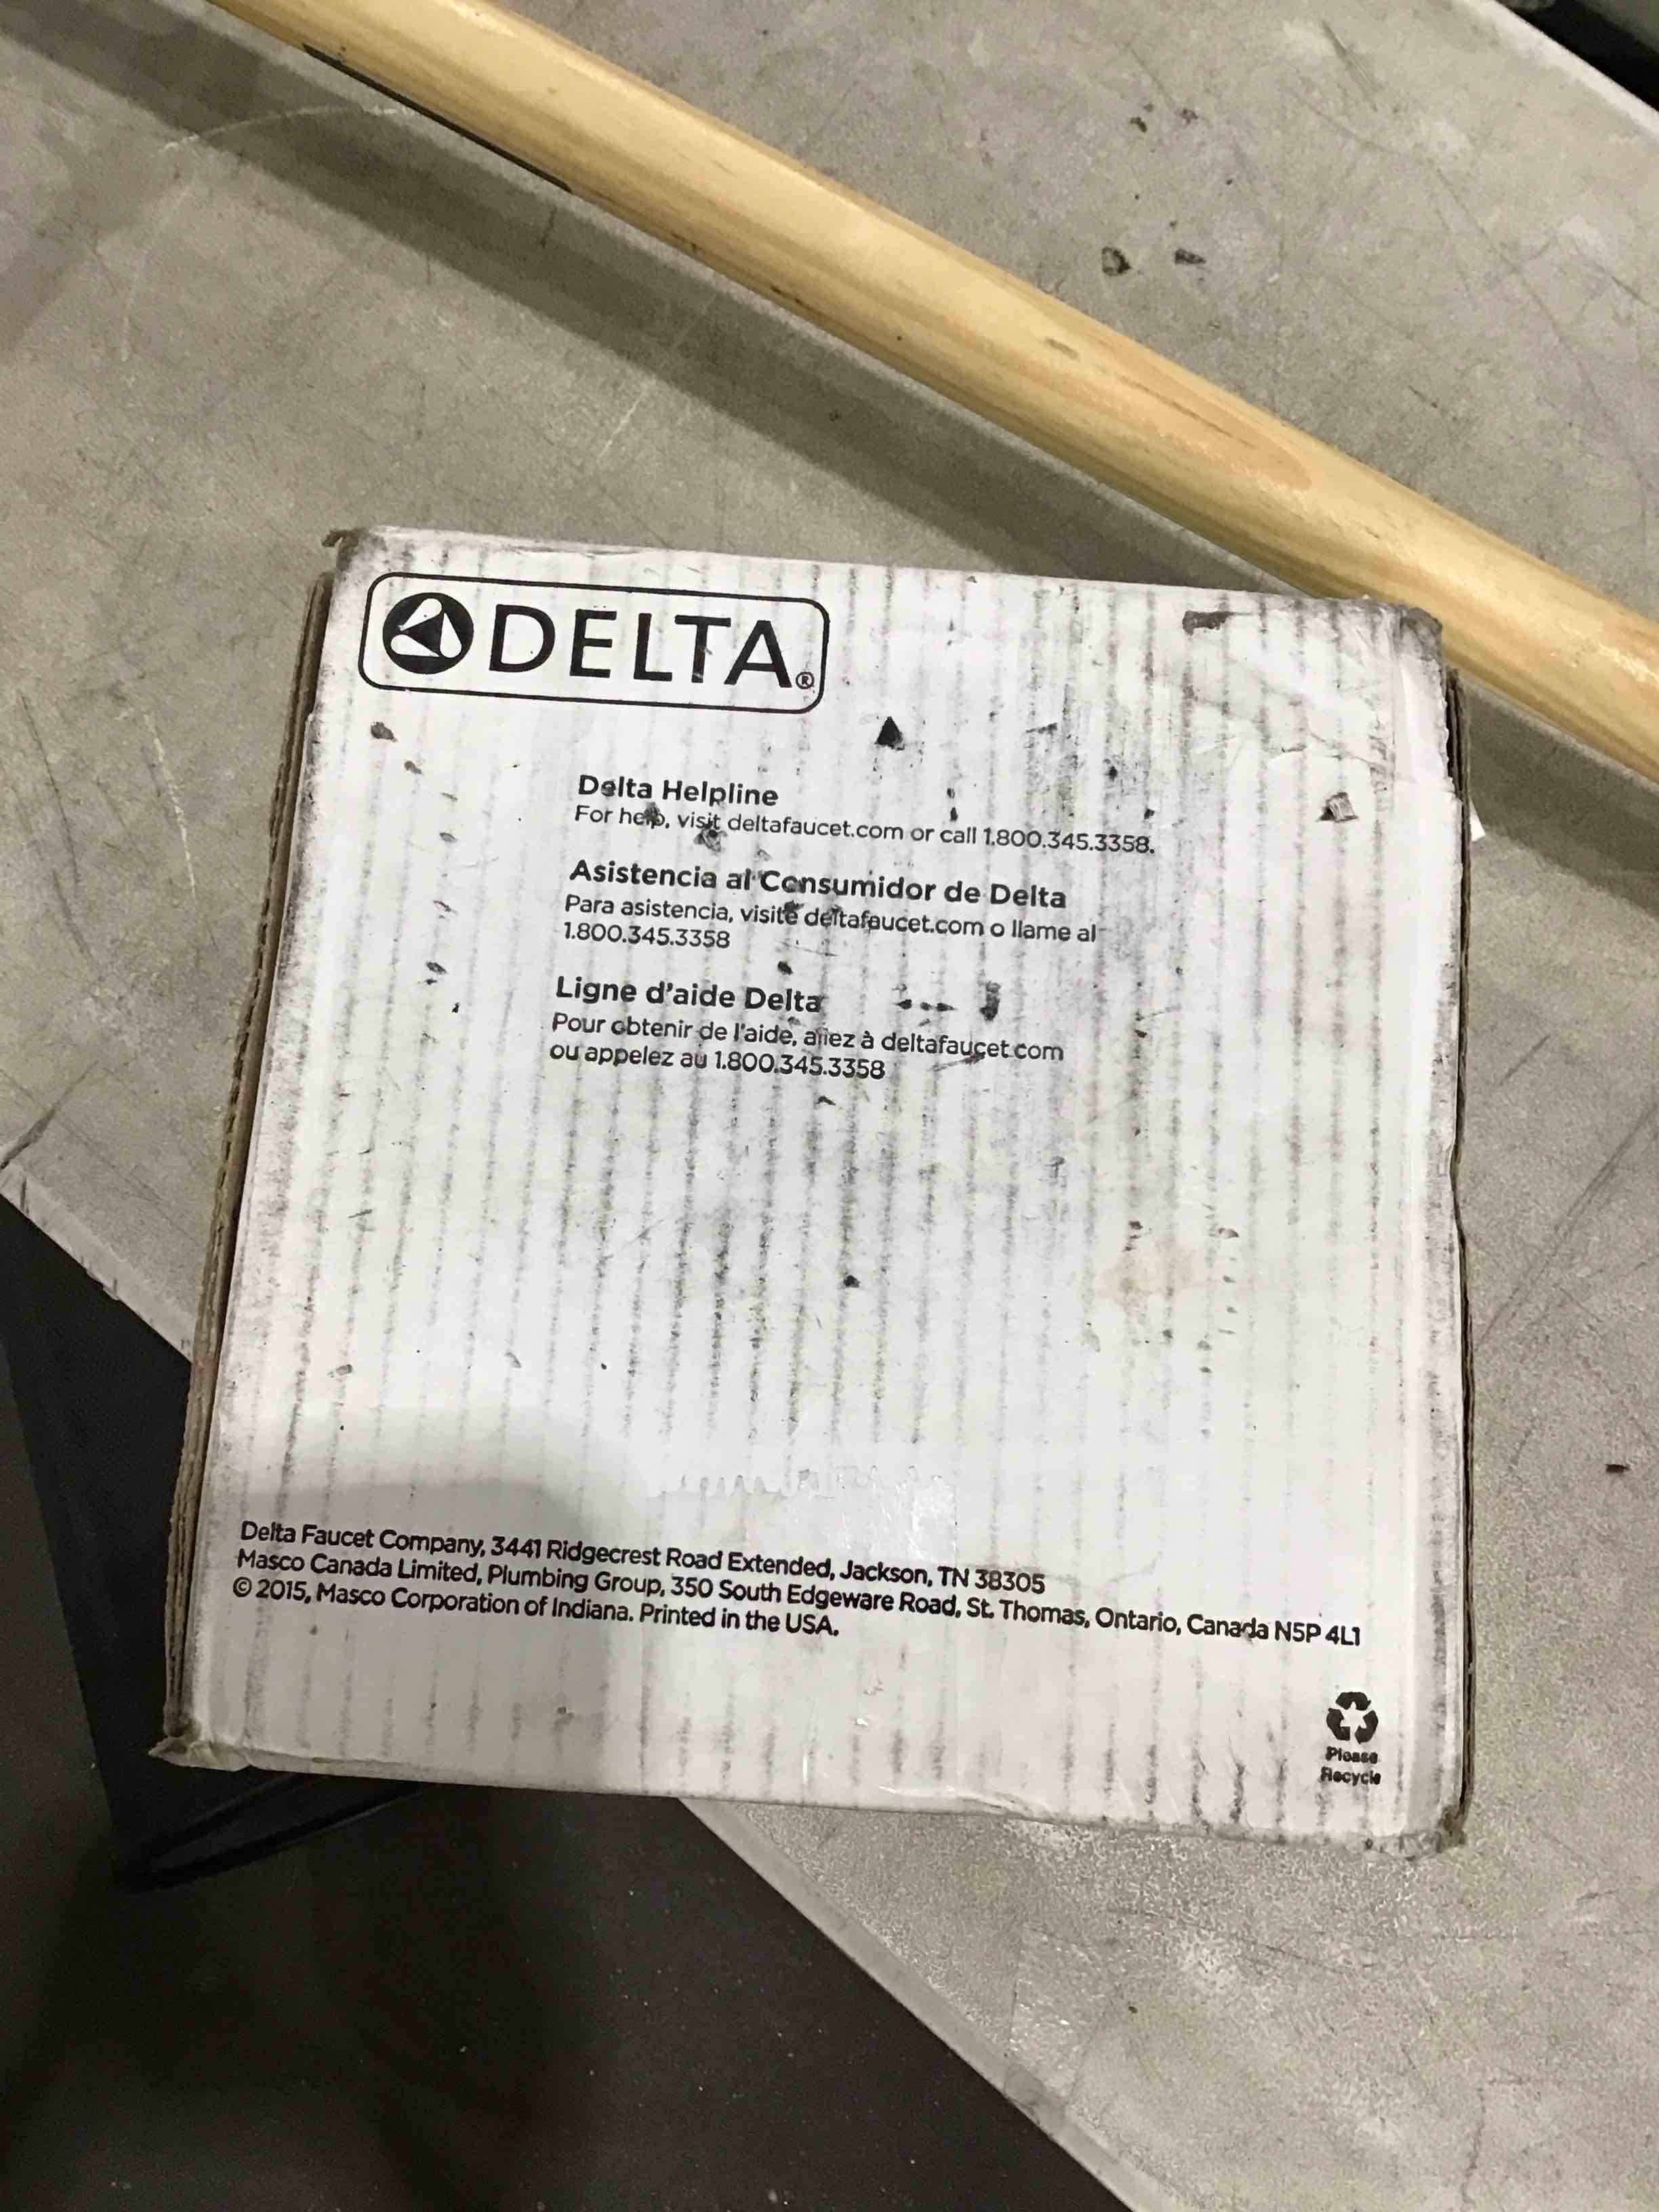 DELTA®
Delta Helpline
For help, visit deltafaucet.com or call 1.800.345.3358.
Asistencia al Consumidor de Delta
Para asistencia, visite deltafaucet.com o llame al
1.800.345.3358
Ligne d'aide Delta
Pour obtenir de l'aide, allez à deltafaucet.com
ou appelez au 1.800.345.3358
Delta Faucet Company, 3441 Ridgecrest Road Extended, Jackson, TN 38305
Masco Canada Limited, Plumbing Group, 350 South Edgeware Road, St. Thomas, Ontario, Canada N5P 4L1
© 2015, Masco Corporation of Indiana. Printed in the USA.
Please
Recycle